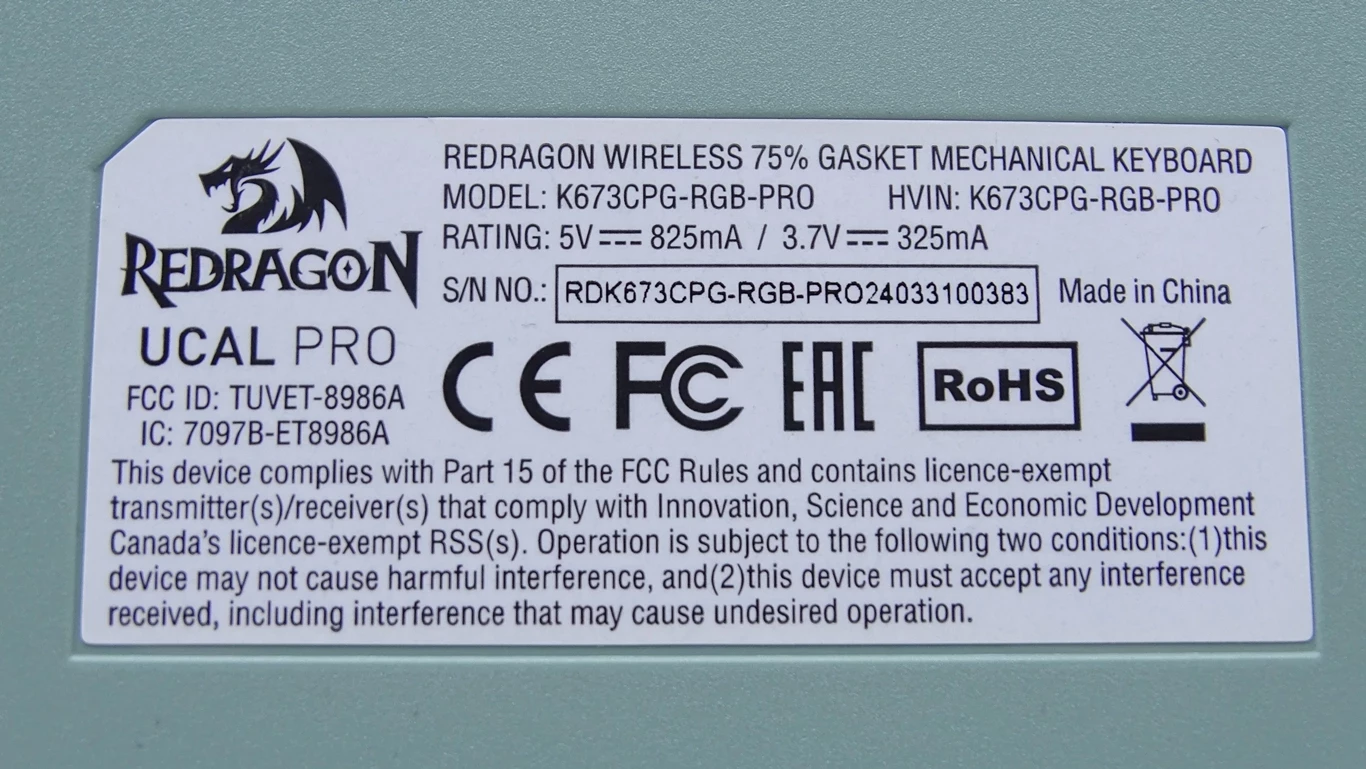 REDRAGON WIRELESS 75% GASKET MECHANICAL KEYBOARD
MODEL: K673CPG-RGB-PRO HVIN: K673CPG-RGB-PRO
RATING: 5V⎓825mA / 3.7V⎓325mA
REDRAGON
S/N NO.: RDK673CPG-RGB-PRO24033100383 Made in China
UCAL PRO
CE FCC EAC RoHS
FCC ID: TUVET-8986A
IC: 7097B-ET8986A
This device complies with Part 15 of the FCC Rules and contains licence-exempt
transmitter(s)/receiver(s) that comply with Innovation, Science and Economic Development
Canada's licence-exempt RSS(s). Operation is subject to the following two conditions:(1)this
device may not cause harmful interference, and(2)this device must accept any interference
received, including interference that may cause undesired operation.